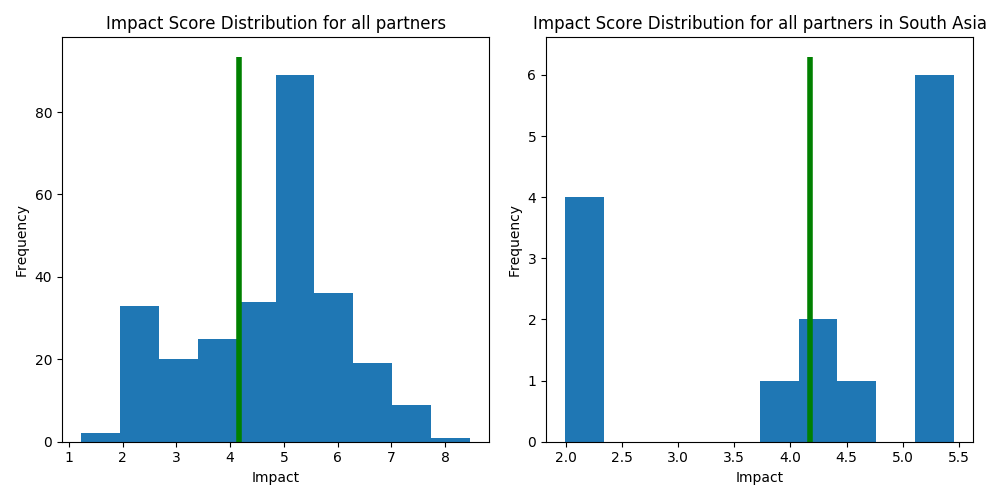 Impact Score Distribution for all partners
Frequency
80
60
40
20
0
1 2 3 4 5 6 7 8
Impact
Impact Score Distribution for all partners in South Asia
Frequency
6
5
4
3
2
1
0
2.0 2.5 3.0 3.5 4.0 4.5 5.0 5.5
Impact